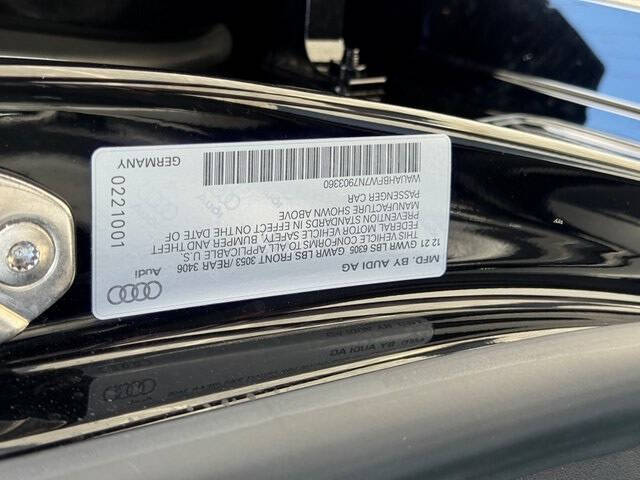 Audi
MFD. BY AUDI AG
12 21 GVWR LBS 6305 GAWR LBS FRONT 3053 /REAR 3406
THIS VEHICLE CONFORMS TO ALL APPLICABLE U.S.
FEDERAL MOTOR VEHICLE SAFETY, BUMPER AND THEFT
PREVENTION STANDARDS IN EFFECT ON THE DATE OF
MANUFACTURE SHOWN ABOVE
PASSENGER CAR
WAUAHBFW7N7903360
GERMANY 0221001